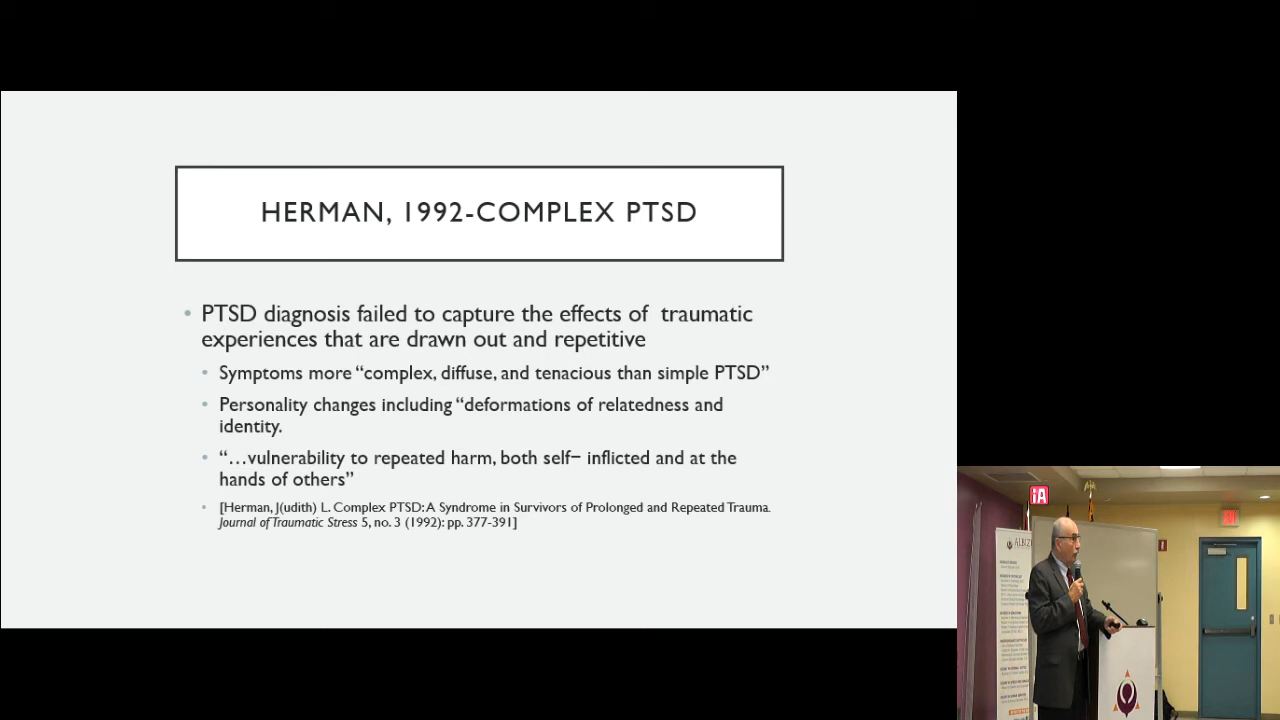 HERMAN, 1992-COMPLEX PTSD
• PTSD diagnosis failed to capture the effects of  traumatic
experiences that are drawn out and repetitive
• Symptoms more “complex, diffuse, and tenacious than simple PTSD”
• Personality changes including “deformations of relatedness and
identity.
• “…vulnerability to repeated harm, both self– inflicted and at the
hands of others”
• [Herman, J(udith) L. Complex PTSD: A Syndrome in Survivors of Prolonged and Repeated Trauma.
Journal of Traumatic Stress 5, no. 3 (1992): pp. 377-391]
iA